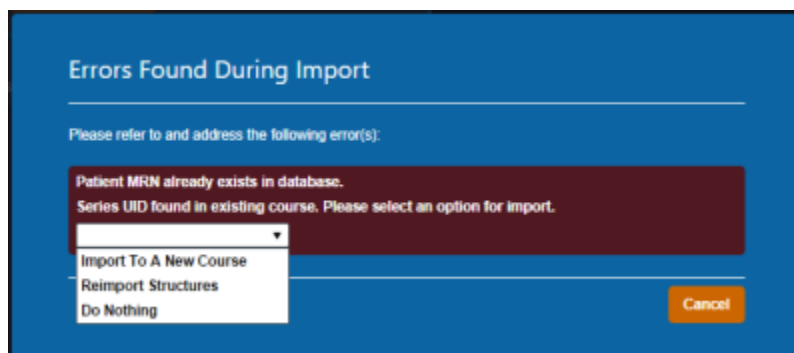 Errors Found During Import
Please refer to and address the following error(s):
Patient MRN already exists in database.
Series UID found in existing course. Please select an option for import.
Import To A New Course
Reimport Structures
Do Nothing
Cancel